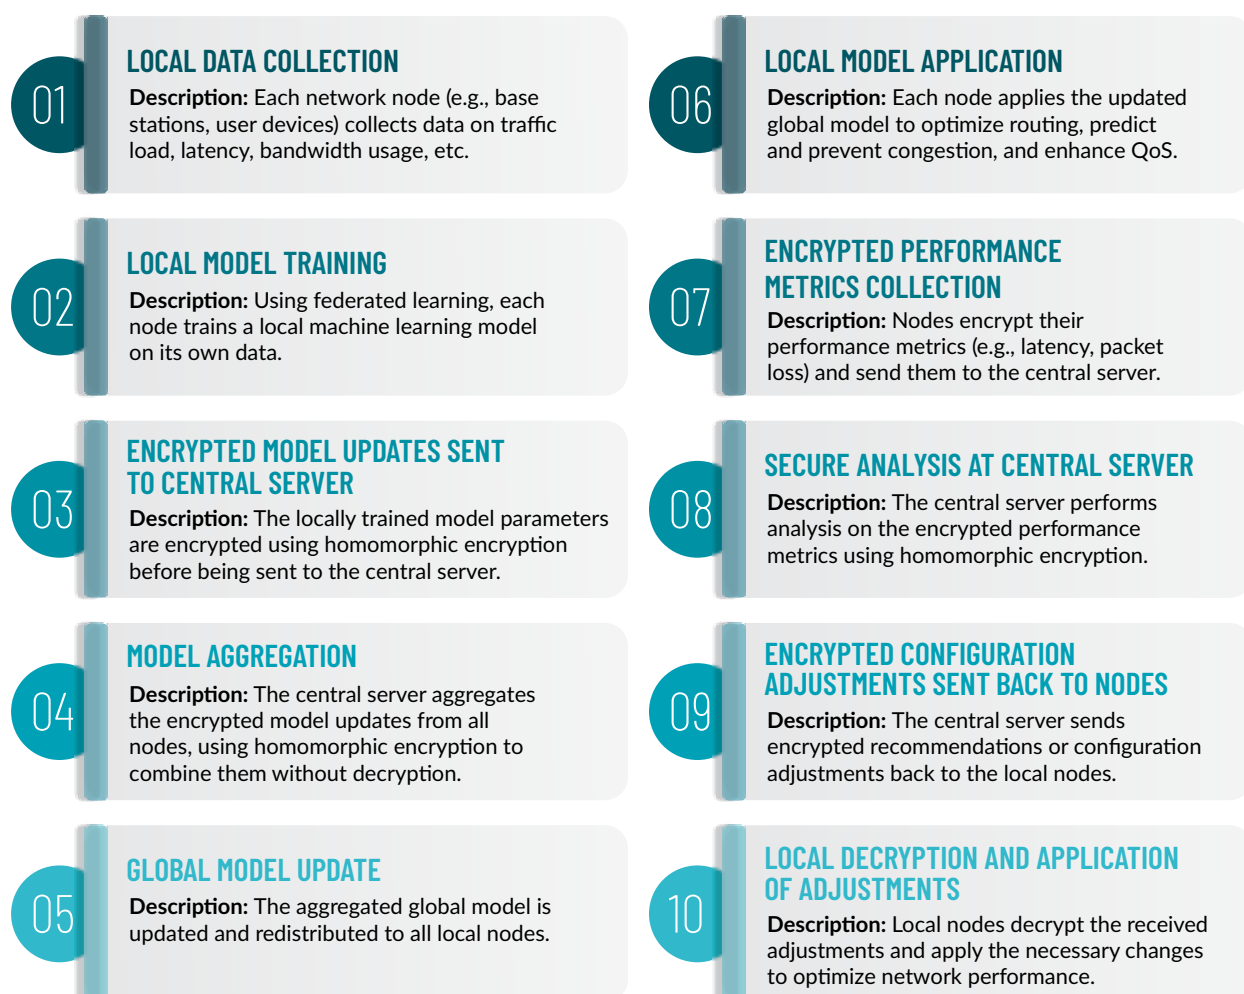 01
LOCAL DATA COLLECTION
Description: Each network node (e.g., base
stations, user devices) collects data on traffic
load, latency, bandwidth usage, etc.
02
LOCAL MODEL TRAINING
Description: Using federated learning, each
node trains a local machine learning model
on its own data.
03
ENCRYPTED MODEL UPDATES SENT
TO CENTRAL SERVER
Description: The locally trained model parameters
are encrypted using homomorphic encryption
before being sent to the central server.
04
MODEL AGGREGATION
Description: The central server aggregates
the encrypted model updates from all
nodes, using homomorphic encryption to
combine them without decryption.
05
GLOBAL MODEL UPDATE
Description: The aggregated global model is
updated and redistributed to all local nodes.
06
LOCAL MODEL APPLICATION
Description: Each node applies the updated
global model to optimize routing, predict
and prevent congestion, and enhance QoS.
07
ENCRYPTED PERFORMANCE
METRICS COLLECTION
Description: Nodes encrypt their
performance metrics (e.g., latency, packet
loss) and send them to the central server.
08
SECURE ANALYSIS AT CENTRAL SERVER
Description: The central server performs
analysis on the encrypted performance
metrics using homomorphic encryption.
09
ENCRYPTED CONFIGURATION
ADJUSTMENTS SENT BACK TO NODES
Description: The central server sends
encrypted recommendations or configuration
adjustments back to the local nodes.
10
LOCAL DECRYPTION AND APPLICATION
OF ADJUSTMENTS
Description: Local nodes decrypt the received
adjustments and apply the necessary changes
to optimize network performance.